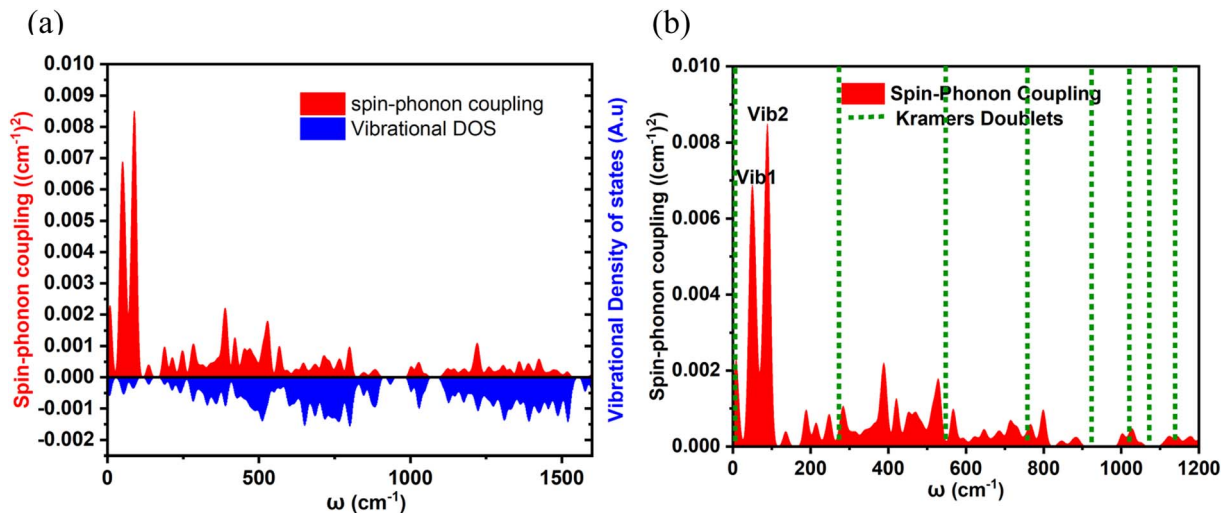 (a)
0.010
0.009
0.008
0.007
0.006
0.005
0.004
0.003
0.002
0.001
0.000
-0.001
-0.002
Spin-phonon coupling ((cm⁻¹)²)
spin-phonon coupling
Vibrational DOS
Vibrational Density of states (A.u)
0 500 1000 1500
ω (cm⁻¹)
(b)
0.010
0.008
0.006
0.004
0.002
0.000
Spin-phonon coupling ((cm⁻¹)²)
Spin-Phonon Coupling
Kramers Doublets
Vib2
Vib1
0 200 400 600 800 1000 1200
ω (cm⁻¹)